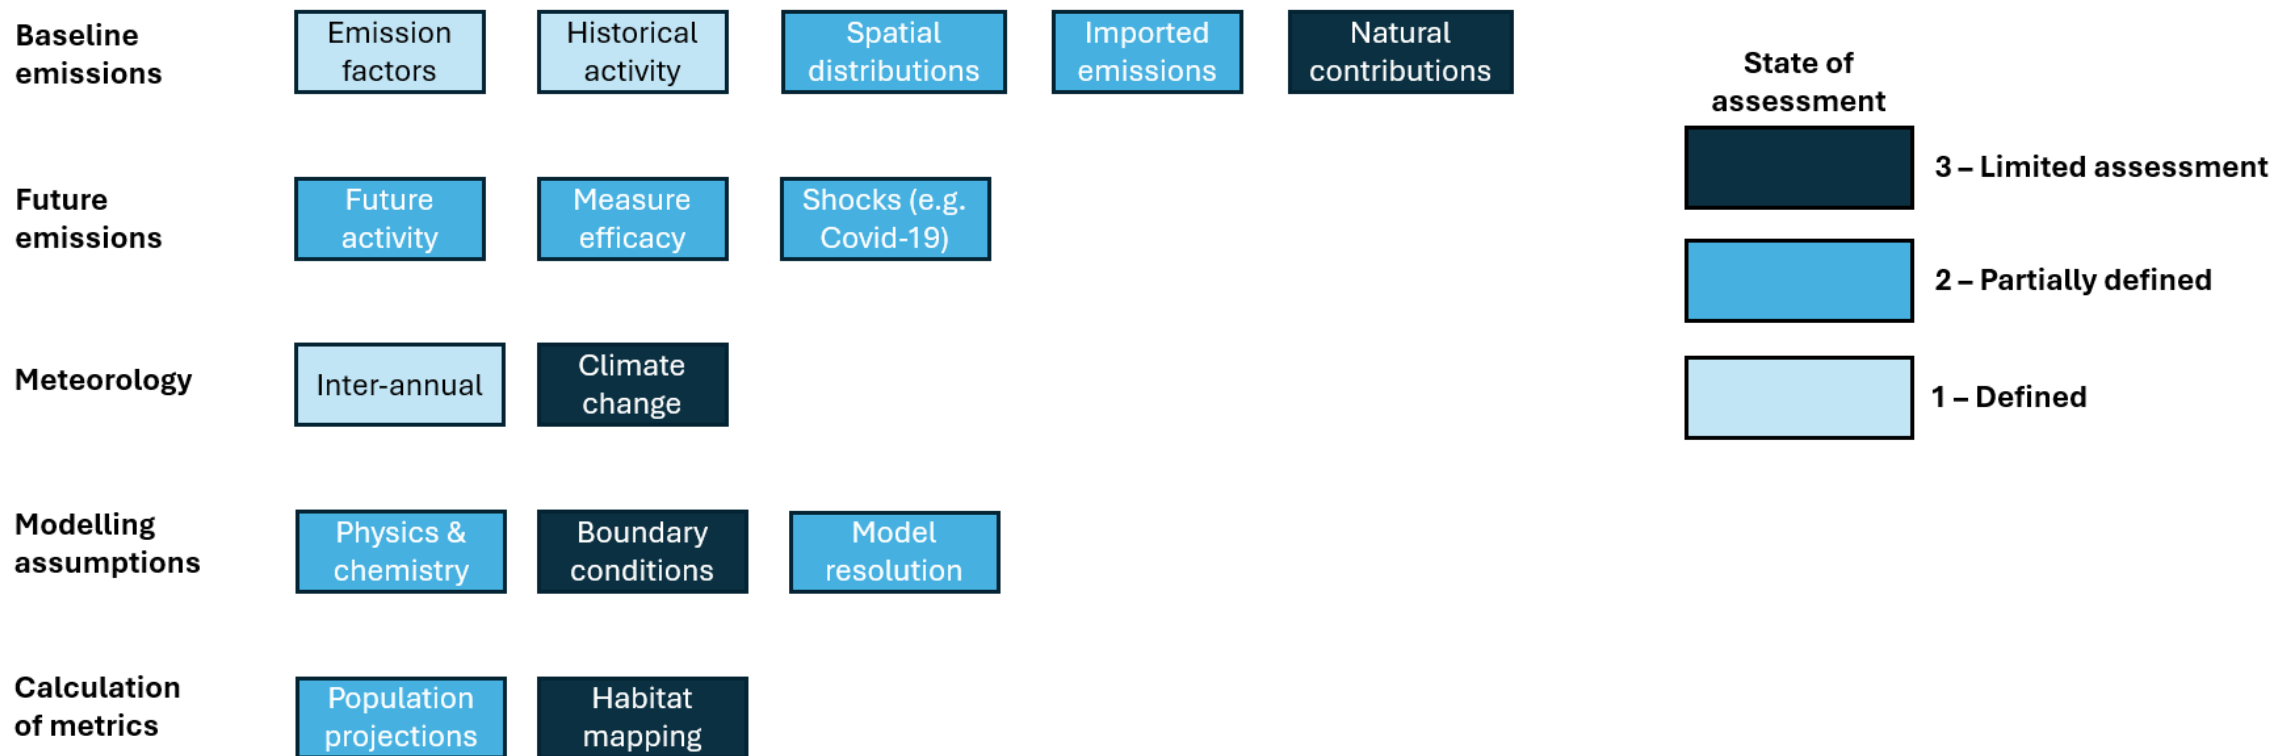 Baseline
emissions
Emission
factors
Historical
activity
Spatial
distributions
Imported
emissions
Natural
contributions
Future
emissions
Future
activity
Measure
efficacy
Shocks (e.g.
Covid-19)
Meteorology
Inter-annual
Climate
change
Modelling
assumptions
Physics &
chemistry
Boundary
conditions
Model
resolution
Calculation
of metrics
Population
projections
Habitat
mapping
State of
assessment
3 – Limited assessment
2 – Partially defined
1 – Defined